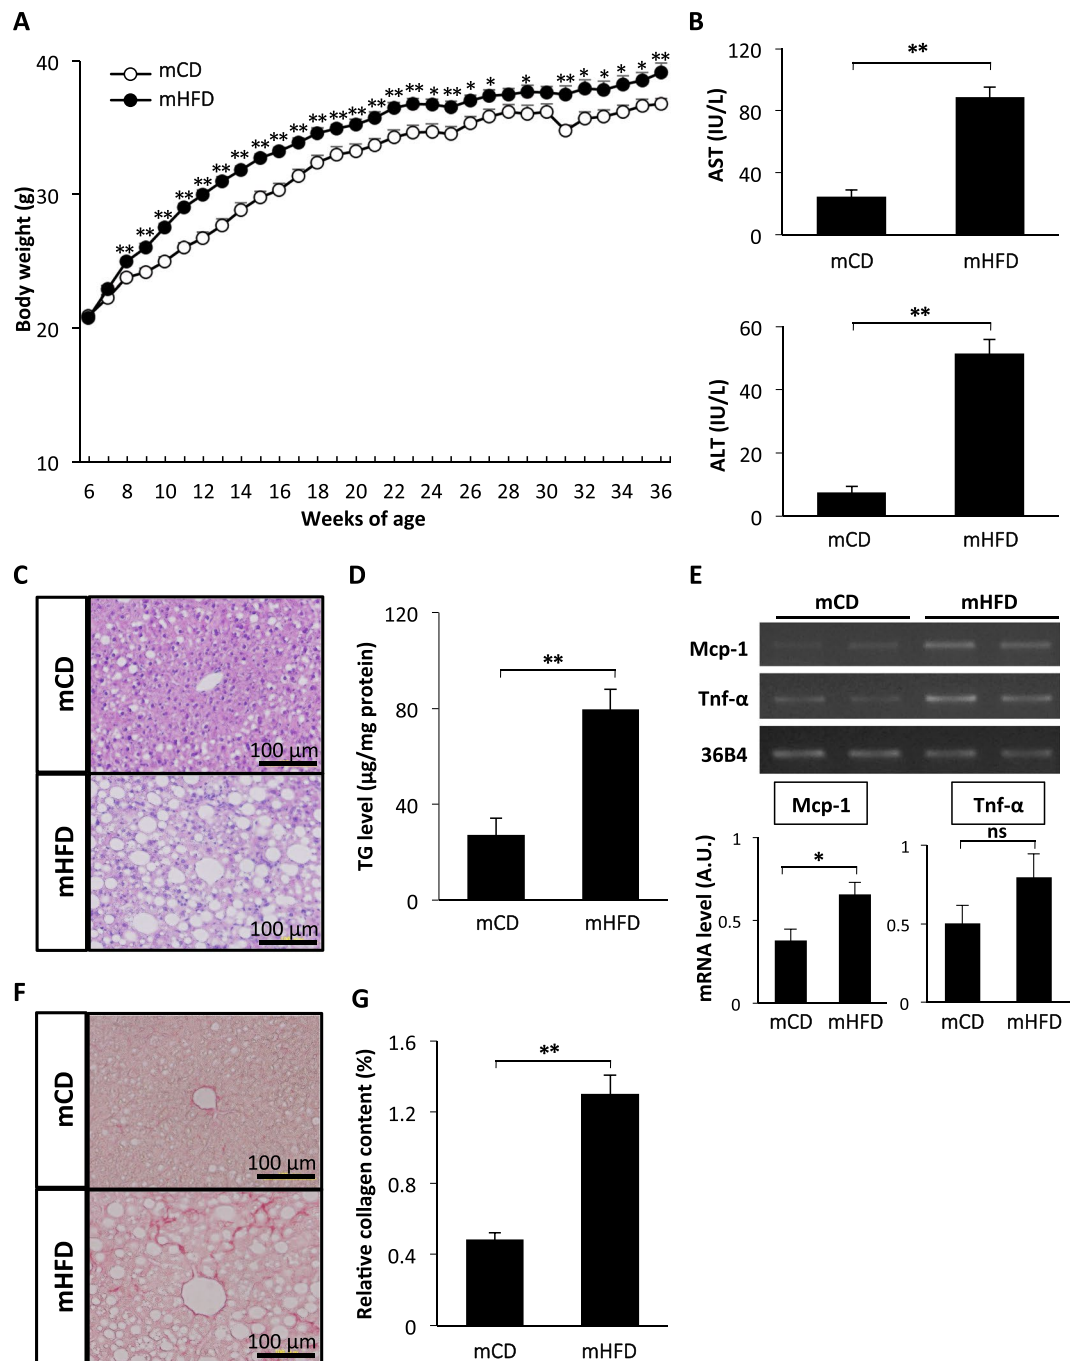 A
40
30
20
10
Body weight (g)
mCD
mHFD
** ** ** ** ** ** ** ** ** ** ** ** ** ** ** ** * ** * * * ** * * * * **
6 8 10 12 14 16 18 20 22 24 26 28 30 32 34 36
Weeks of age
B
120
80
40
0
AST (IU/L)
**
mCD mHFD
60
40
20
0
ALT (IU/L)
**
mCD mHFD
C
mCD
100 µm
mHFD
100 µm
D
120
80
40
0
TG level (µg/mg protein)
**
mCD mHFD
E
mCD mHFD
Mcp-1
Tnf-α
36B4
Mcp-1
1
0.5
0
mRNA level (A.U.)
*
mCD mHFD
Tnf-α
ns
1
0.5
0
mCD mHFD
F
mCD
100 µm
mHFD
100 µm
G
1.6
1.2
0.8
0.4
0
Relative collagen content (%)
**
mCD mHFD